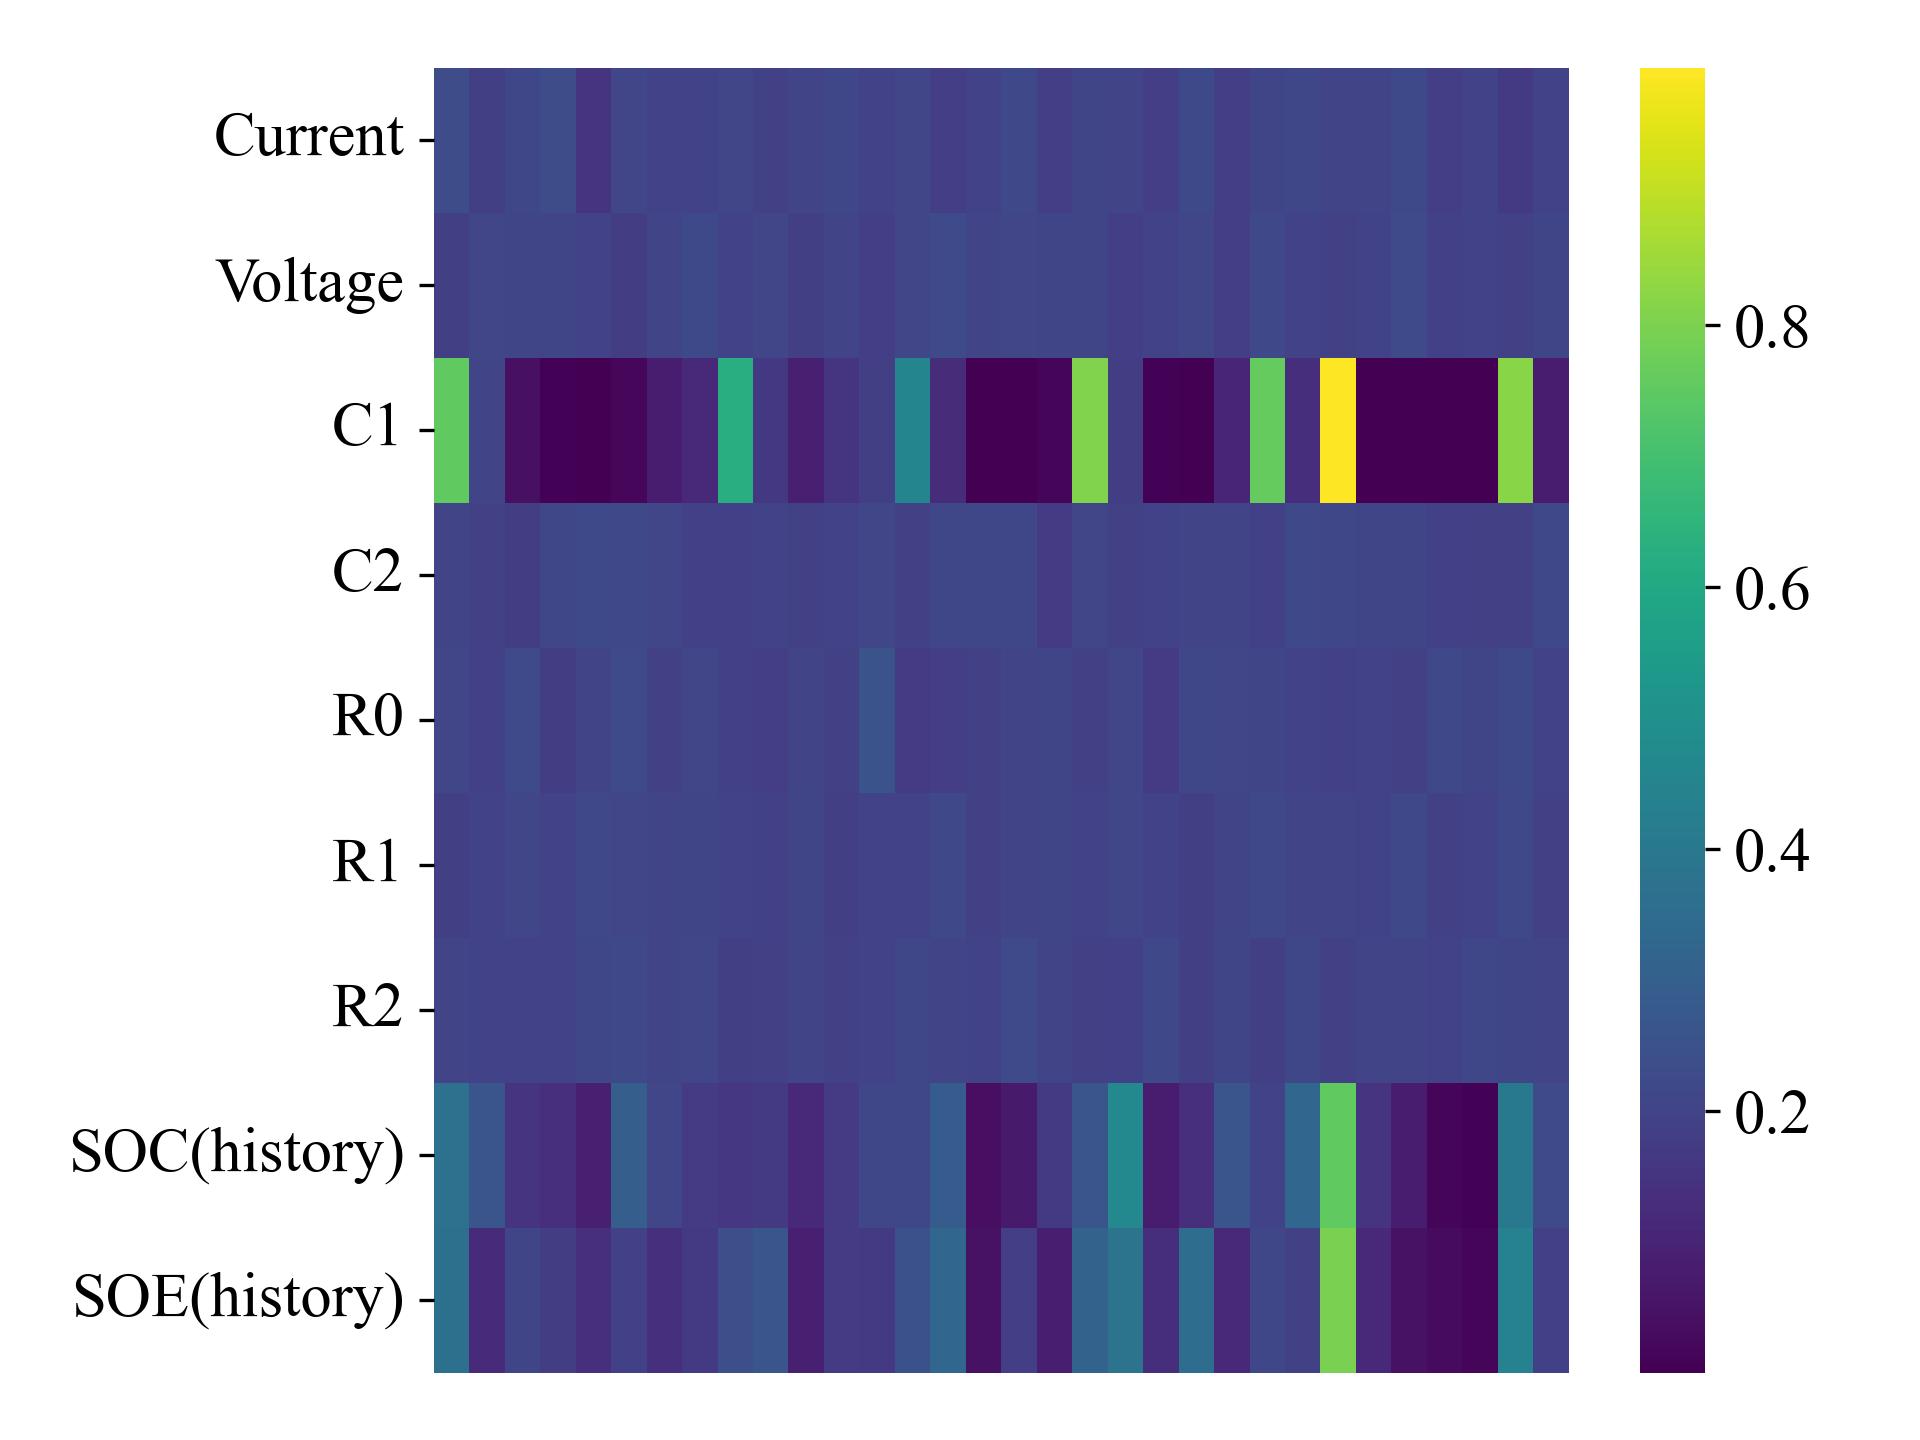 Current
Voltage
C1
C2
R0
R1
R2
SOC(history)
SOE(history)
0.8
0.6
0.4
0.2